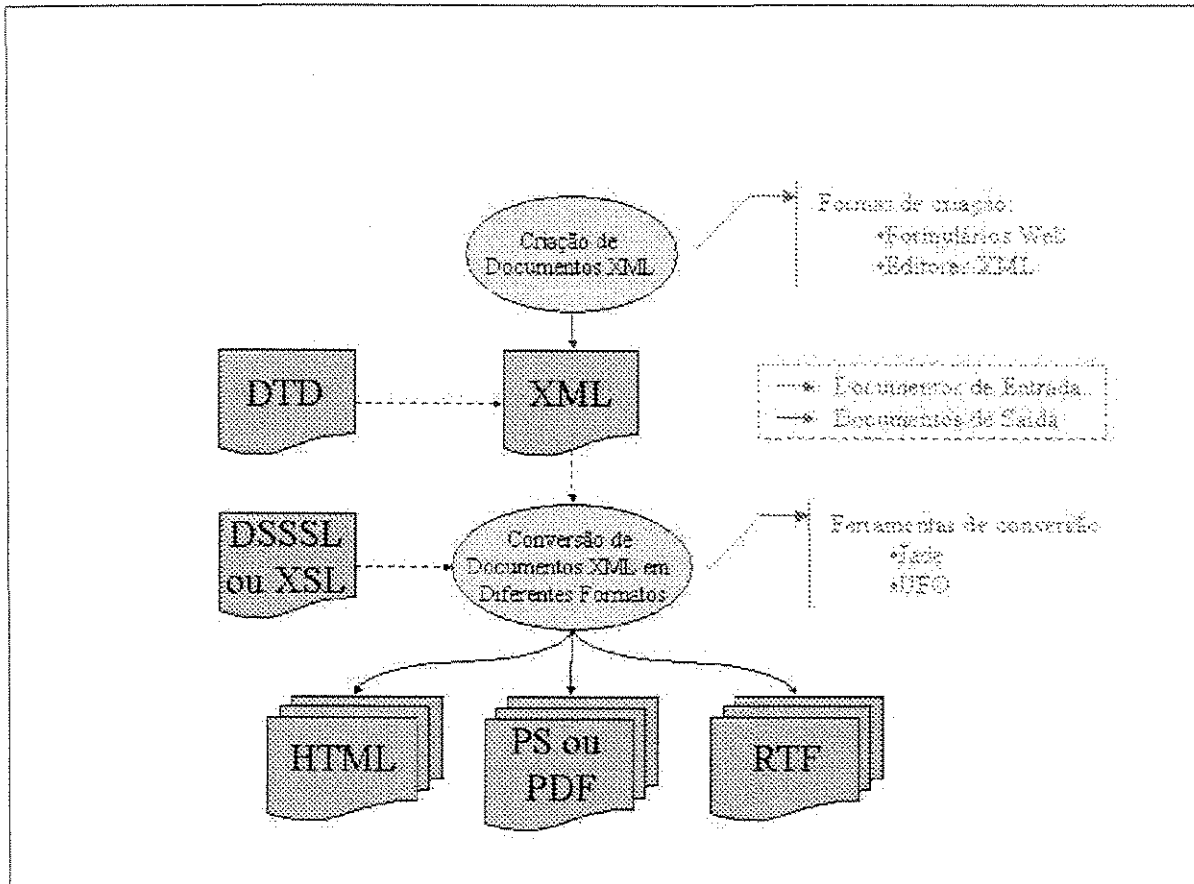 Criação de
Documentos XML
Formas de criação:
•Formulários Web
•Editores XML
DTD
XML
Documentos de Entrada
Documentos de Saída
DSSSL
ou XSL
Conversão de
Documentos XML em
Diferentes Formatos
Ferramentas de conversão
•Jade
•UFO
HTML
PS ou
PDF
RTF